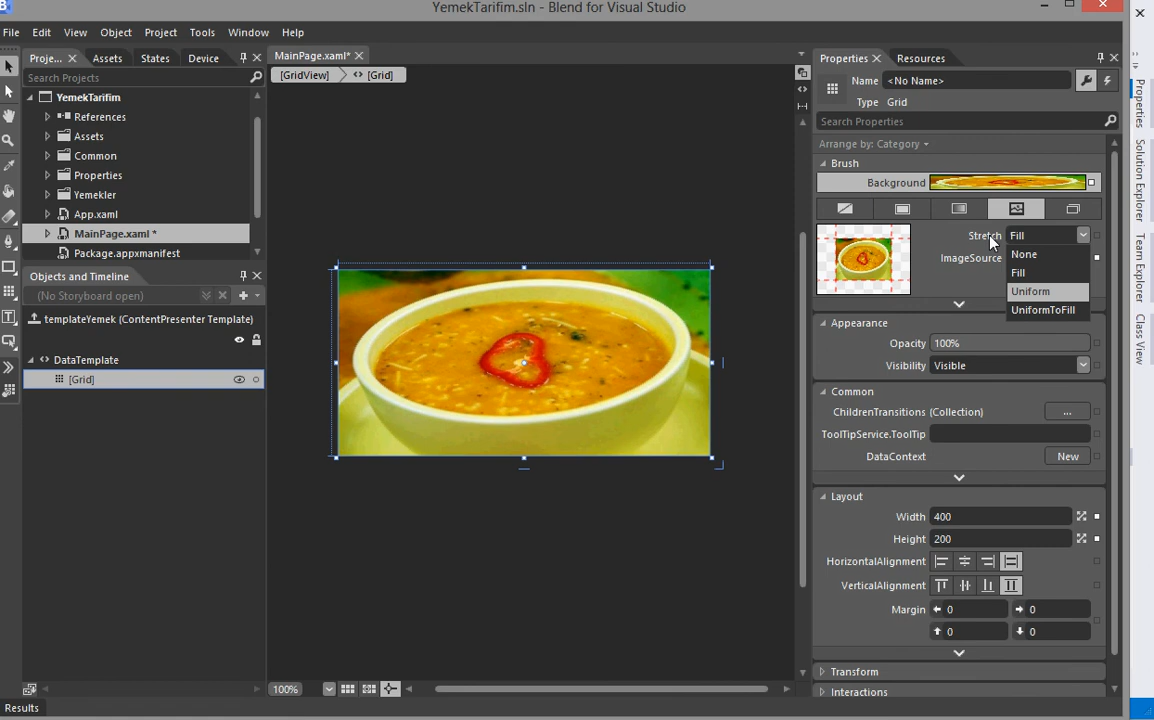 YemekTarifim.sln - Blend for Visual Studio
File Edit View Object Project Tools Window Help
Proje... Assets States Device
Search Projects
YemekTarifim
References
Assets
Common
Properties
Yemekler
App.xaml
MainPage.xaml *
Package.appxmanifest
Objects and Timeline
(No Storyboard open)
templateYemek (ContentPresenter Template)
DataTemplate
[Grid]
Results
MainPage.xaml*
[GridView] [Grid]
100%
Properties Resources
Name <No Name>
Type Grid
Search Properties
Arrange by: Category
Brush
Background
Stretch Fill
None
ImageSource
Fill
Uniform
UniformToFill
Appearance
Opacity 100%
Visibility Visible
Common
ChildrenTransitions (Collection) ...
ToolTipService.ToolTip
DataContext New
Layout
Width 400
Height 200
HorizontalAlignment
VerticalAlignment
Margin 0 0
0 0
Transform
Interactions
Properties
Solution Explorer
Team Explorer
Class View